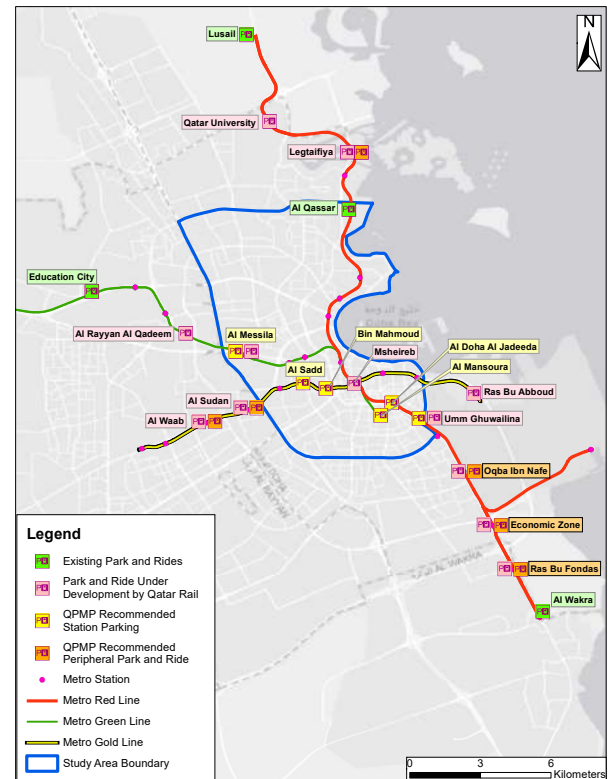 N
Lusail
Qatar University
Legtaifiya
Al Qassar
Education City
Al Rayyan Al Qadeem
Al Messila
Bin Mahmoud
Al Doha Al Jadeeda
Msheireb
Al Mansoura
Al Sadd
Al Sudan
Ras Bu Abboud
Al Waab
Umm Ghuwailina
Oqba Ibn Nafe
Economic Zone
Ras Bu Fondas
Al Wakra
AL WAKRA
Legend
Existing Park and Rides
Park and Ride Under
Development by Qatar Rail
QPMP Recommended
Station Parking
QPMP Recommended
Peripheral Park and Ride
Metro Station
Metro Red Line
Metro Green Line
Metro Gold Line
Study Area Boundary
0 3 6
Kilometers